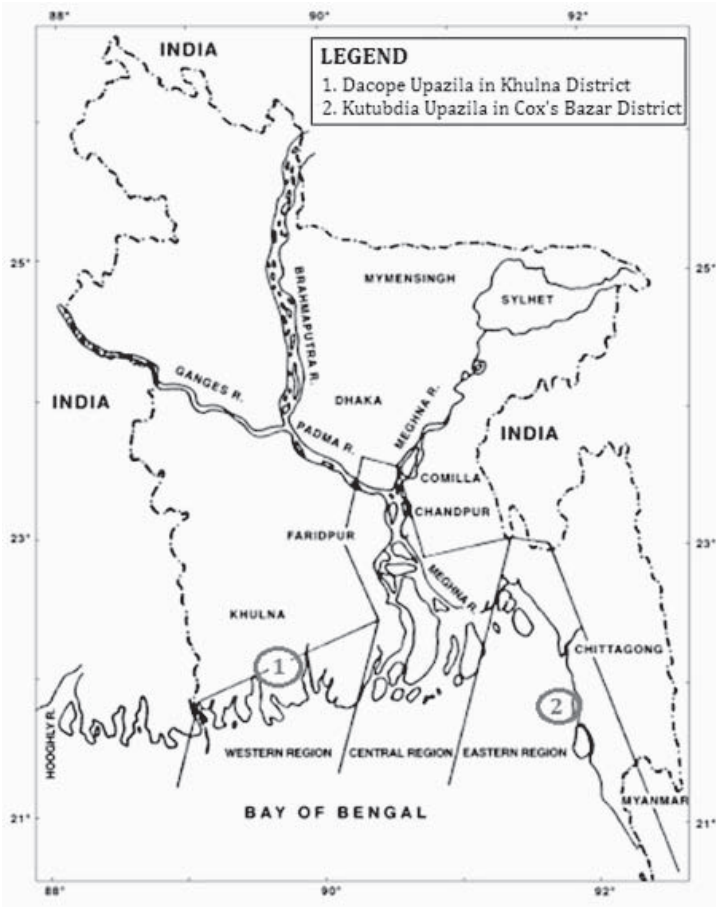 88°
90°
92°
INDIA
LEGEND
1. Dacope Upazila in Khulna District
2. Kutubdia Upazila in Cox's Bazar District
25°
25°
MYMENSINGH
SYLHET
BRAHMAPUTRA R.
GANGES R.
DHAKA
INDIA
PADMA R.
MEGHNA R.
INDIA
COMILLA
CHANDPUR
23°
23°
FARIDPUR
MEGHNA R.
KHULNA
CHITTAGONG
1
2
HOOGHLY R.
WESTERN REGION
CENTRAL REGION
EASTERN REGION
MYANMAR
BAY OF BENGAL
21°
21°
88°
90°
92°